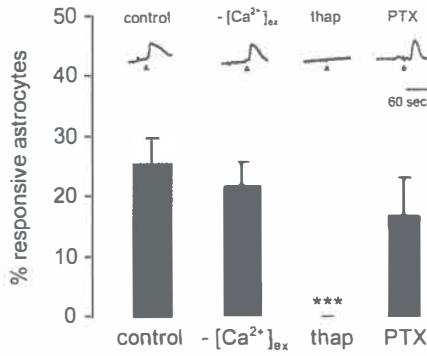 control - [Ca²⁺]ₑₓ thap PTX
60 sec
% responsive astrocytes
50
40
30
20
10
0
***
control - [Ca²⁺]ₑₓ thap PTX